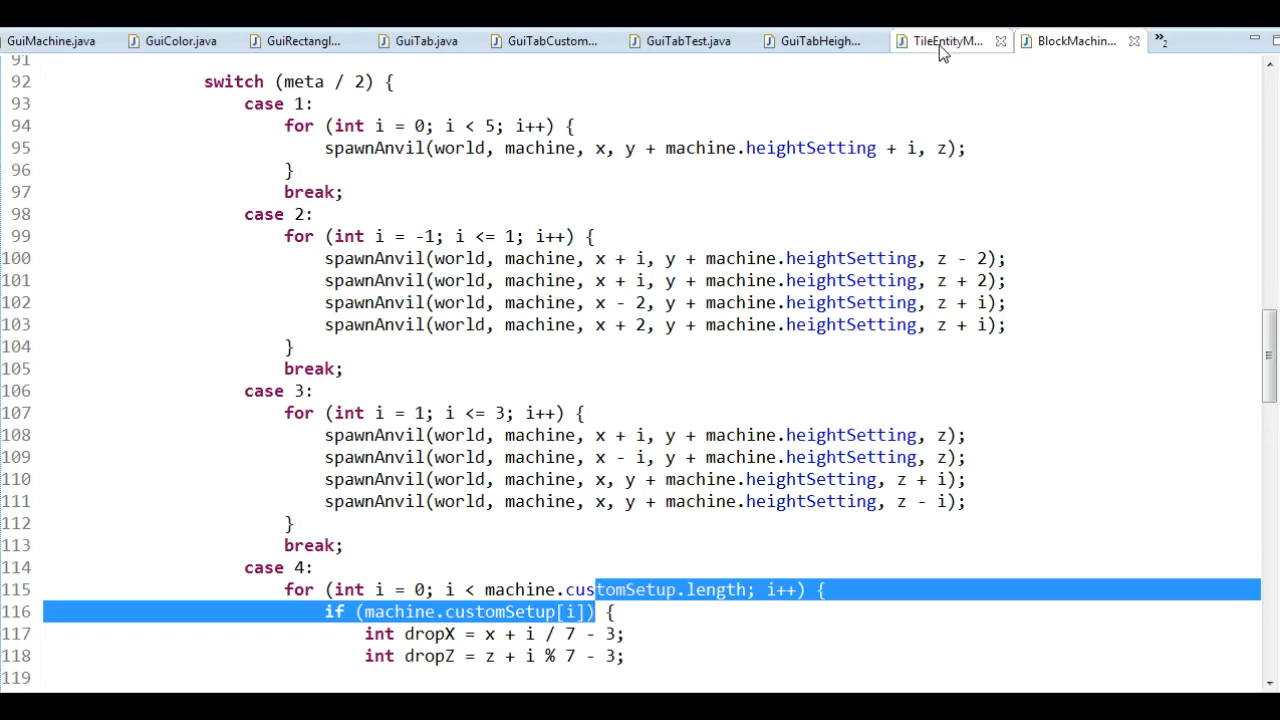 GuiMachine.java GuiColor.java GuiRectangl... GuiTab.java GuiTabCustom... GuiTabTest.java GuiTabHeigh... TileEntityM... BlockMachin... »2
91
92 switch (meta / 2) {
93 case 1:
94 for (int i = 0; i < 5; i++) {
95 spawnAnvil(world, machine, x, y + machine.heightSetting + i, z);
96 }
97 break;
98 case 2:
99 for (int i = -1; i <= 1; i++) {
100 spawnAnvil(world, machine, x + i, y + machine.heightSetting, z - 2);
101 spawnAnvil(world, machine, x + i, y + machine.heightSetting, z + 2);
102 spawnAnvil(world, machine, x - 2, y + machine.heightSetting, z + i);
103 spawnAnvil(world, machine, x + 2, y + machine.heightSetting, z + i);
104 }
105 break;
106 case 3:
107 for (int i = 1; i <= 3; i++) {
108 spawnAnvil(world, machine, x + i, y + machine.heightSetting, z);
109 spawnAnvil(world, machine, x - i, y + machine.heightSetting, z);
110 spawnAnvil(world, machine, x, y + machine.heightSetting, z + i);
111 spawnAnvil(world, machine, x, y + machine.heightSetting, z - i);
112 }
113 break;
114 case 4:
115 for (int i = 0; i < machine.customSetup.length; i++) {
116 if (machine.customSetup[i]) {
117 int dropX = x + i / 7 - 3;
118 int dropZ = z + i % 7 - 3;
119